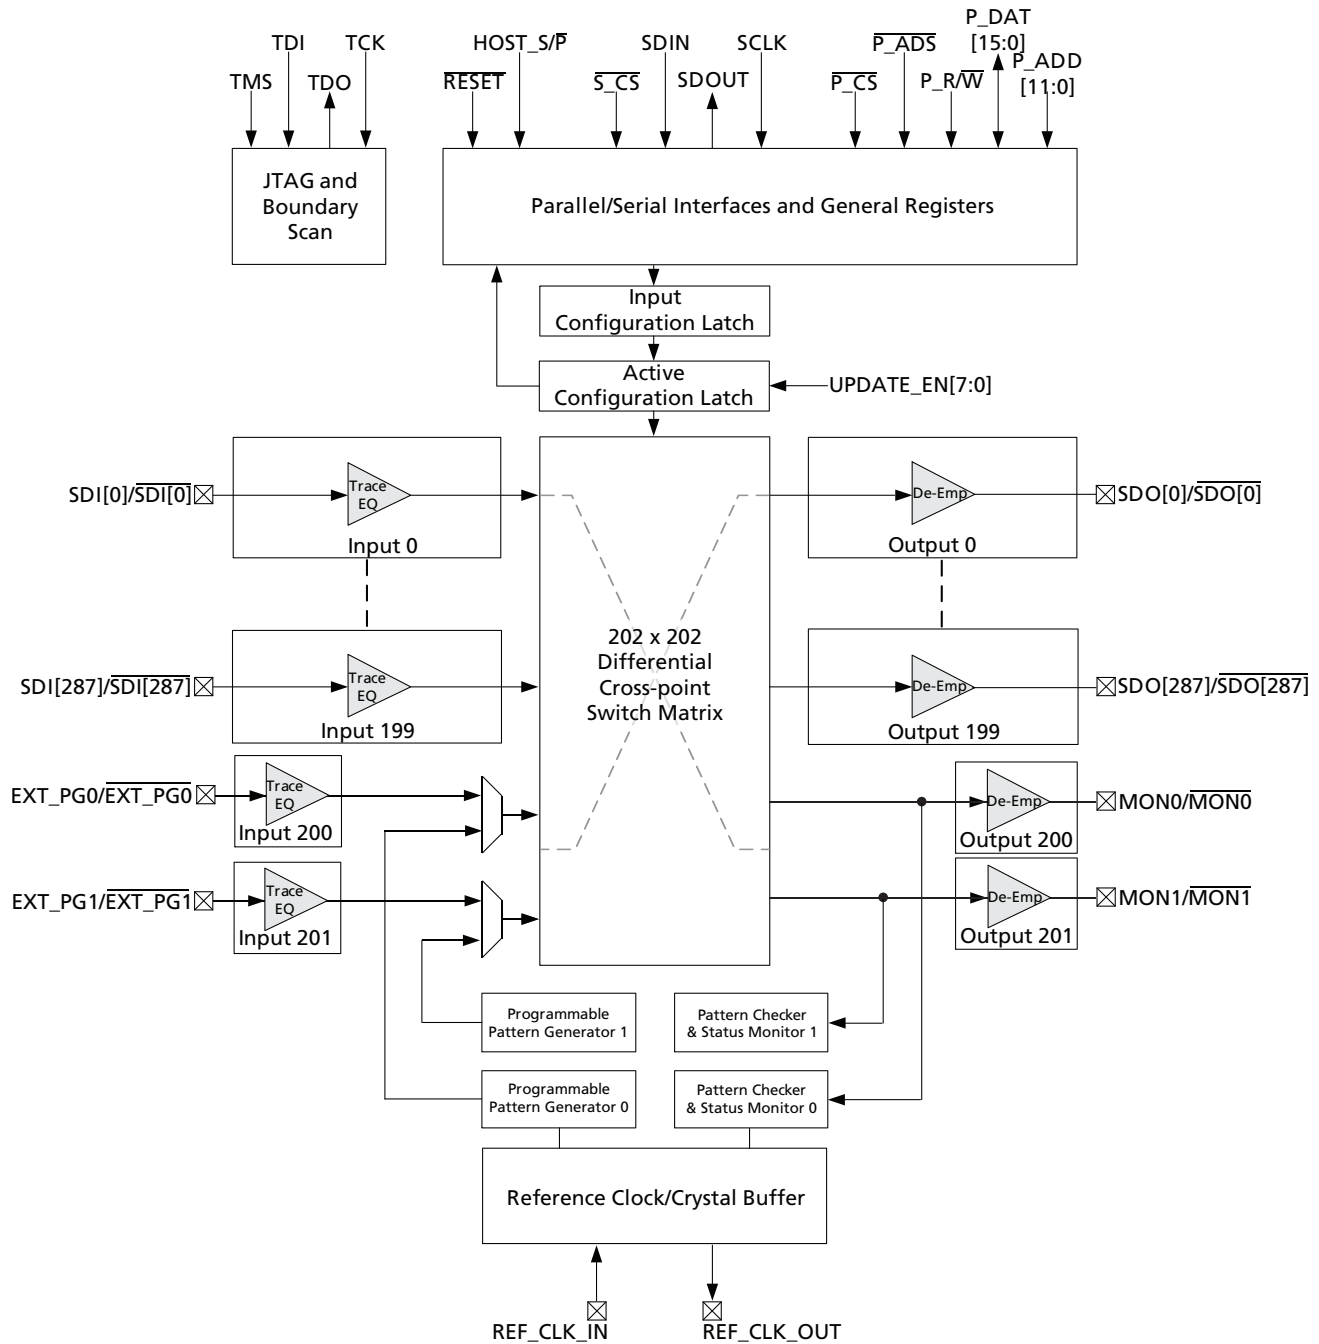 TMS
TDI
TDO
TCK
RESET
HOST_S/P
S_CS
SDIN
SDOUT
SCLK
P_CS
P_ADS
P_R/W
P_DAT
[15:0]
P_ADD
[11:0]
JTAG and
Boundary
Scan
Parallel/Serial Interfaces and General Registers
Input
Configuration Latch
Active
Configuration Latch
UPDATE_EN[7:0]
SDI[0]/SDI[0]
Trace
EQ
Input 0
De-Emp
Output 0
SDO[0]/SDO[0]
202 x 202
Differential
Cross-point
Switch Matrix
SDI[287]/SDI[287]
Trace
EQ
Input 199
De-Emp
Output 199
SDO[287]/SDO[287]
EXT_PG0/EXT_PG0
Trace
EQ
Input 200
De-Emp
Output 200
MON0/MON0
EXT_PG1/EXT_PG1
Trace
EQ
Input 201
De-Emp
Output 201
MON1/MON1
Programmable
Pattern Generator 1
Pattern Checker
& Status Monitor 1
Programmable
Pattern Generator 0
Pattern Checker
& Status Monitor 0
Reference Clock/Crystal Buffer
REF_CLK_IN
REF_CLK_OUT